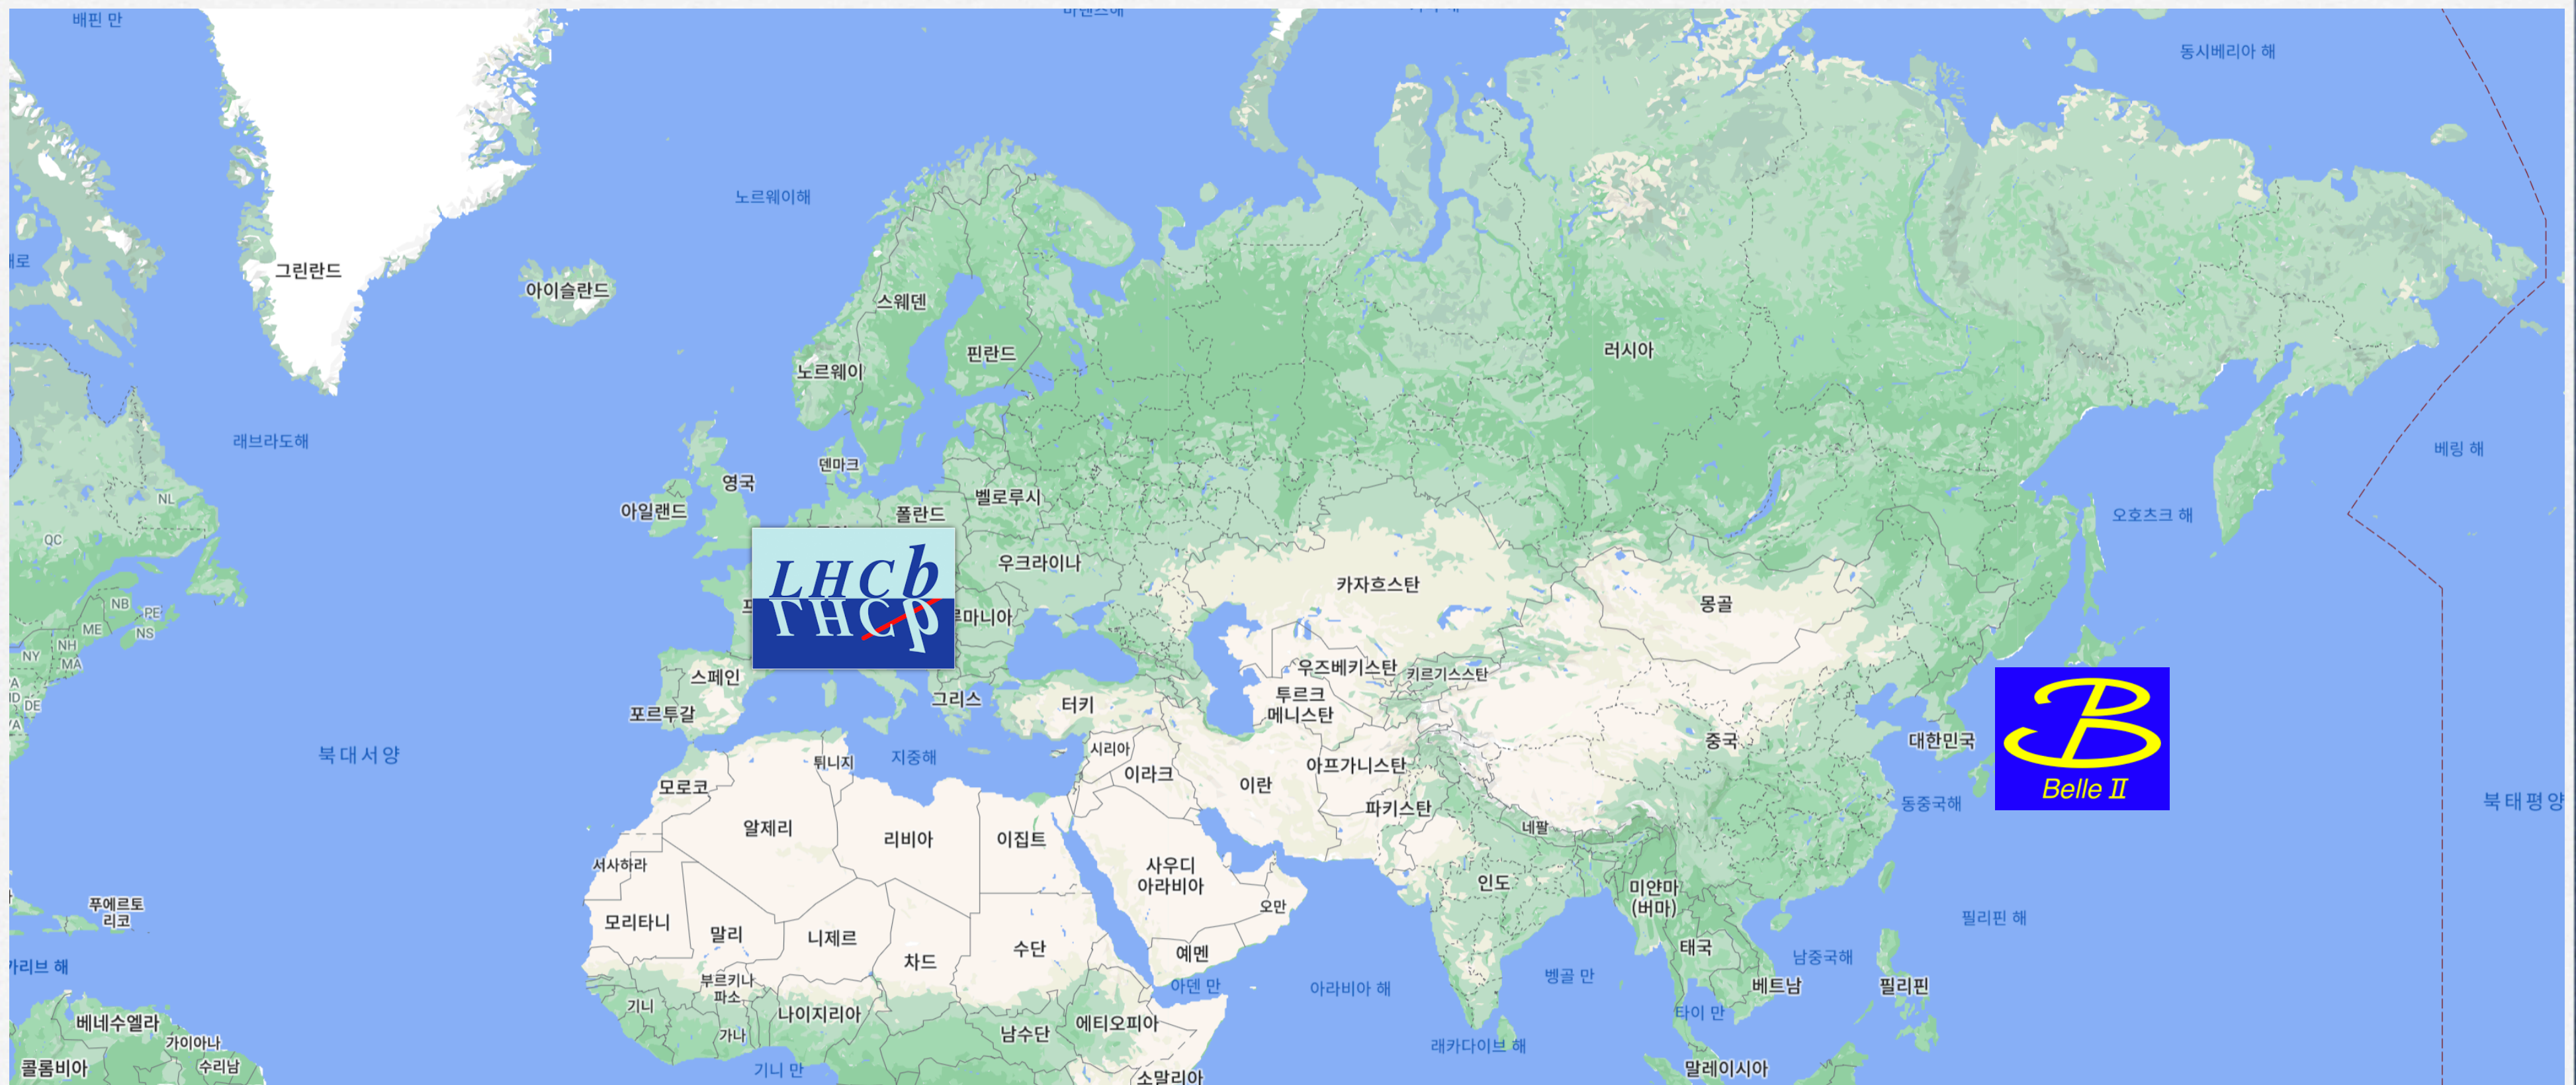 배핀 만
동시베리아 해
노르웨이해
그린란드
아이슬란드
스웨덴
핀란드
노르웨이
러시아
래브라도해
베링 해
덴마크
영국
벨로루시
아일랜드
폴란드
오호츠크 해
NL
QC
우크라이나
LHCb
LHCb
카자흐스탄
몽골
NB
PE
ME
NS
NH
NY
MA
스페인
우즈베키스탄
키르기스스탄
그리스
투르크
메니스탄
터키
포르투갈
DE
북대서양
지중해
튀니지
시리아
이라크
이란
아프가니스탄
중국
대한민국
B
Belle II
모로코
파키스탄
동중국해
북태평양
알제리
리비아
이집트
네팔
서사하라
사우디
아라비아
인도
미얀마
(버마)
오만
푸에르토
리코
모리타니
말리
니제르
차드
수단
예멘
태국
필리핀 해
남중국해
부르키나
파소
아덴 만
아라비아 해
벵골 만
베트남
필리핀
기니
나이지리아
가나
남수단
에티오피아
타이 만
베네수엘라
가이아나
수리남
콜롬비아
기니 만
소말리아
래카다이브 해
말레이시아